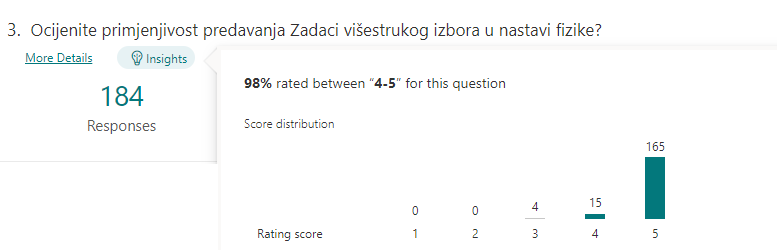 3. Ocijenite primjenjivost predavanja Zadaci višestrukog izbora u nastavi fizike?
More Details
Insights
184
Responses
98% rated between “4-5” for this question
Score distribution
0 0 4 15 165
Rating score 1 2 3 4 5